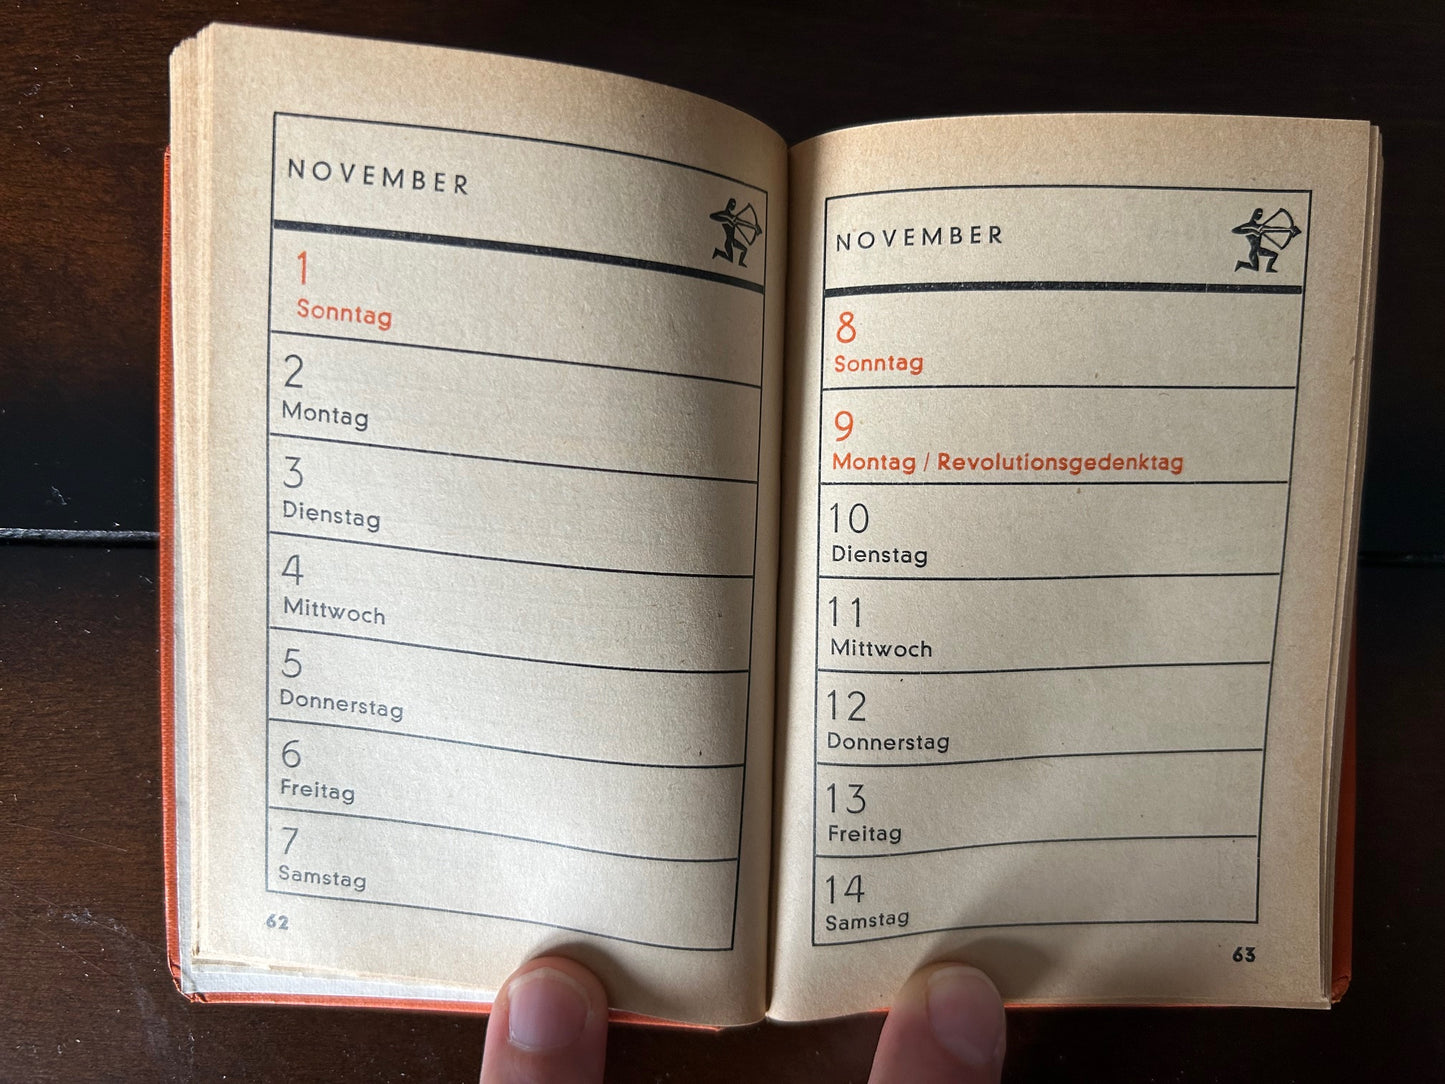 NOVEMBER
1
Sonntag
2
Montag
3
Dienstag
4
Mittwoch
5
Donnerstag
6
Freitag
7
Samstag
62
NOVEMBER
8
Sonntag
9
Montag / Revolutionsgedenktag
10
Dienstag
11
Mittwoch
12
Donnerstag
13
Freitag
14
Samstag
63